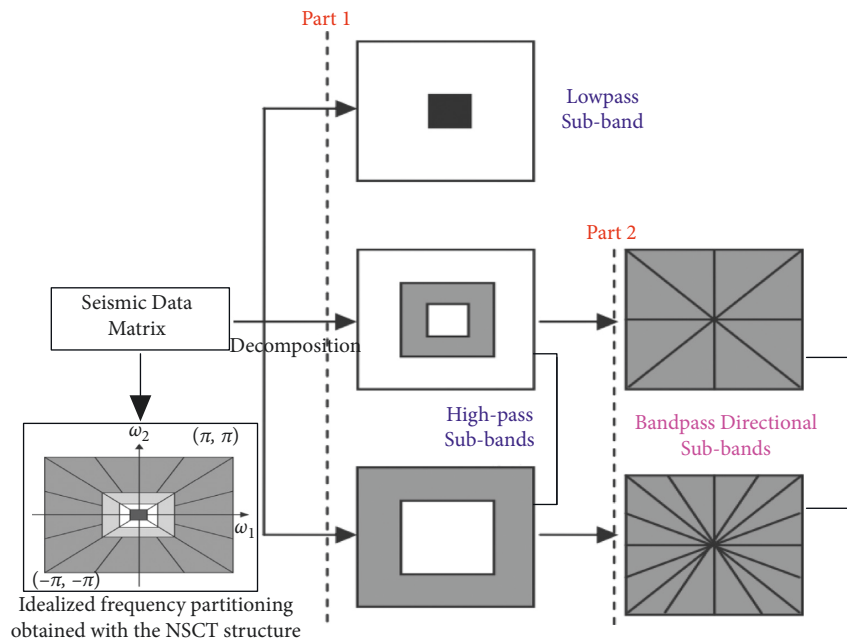 Part 1
Lowpass
Sub-band
Part 2
Seismic Data
Matrix
Decomposition
High-pass
Sub-bands
Bandpass Directional
Sub-bands
ω2
(π, π)
ω1
(−π, −π)
Idealized frequency partitioning
obtained with the NSCT structure